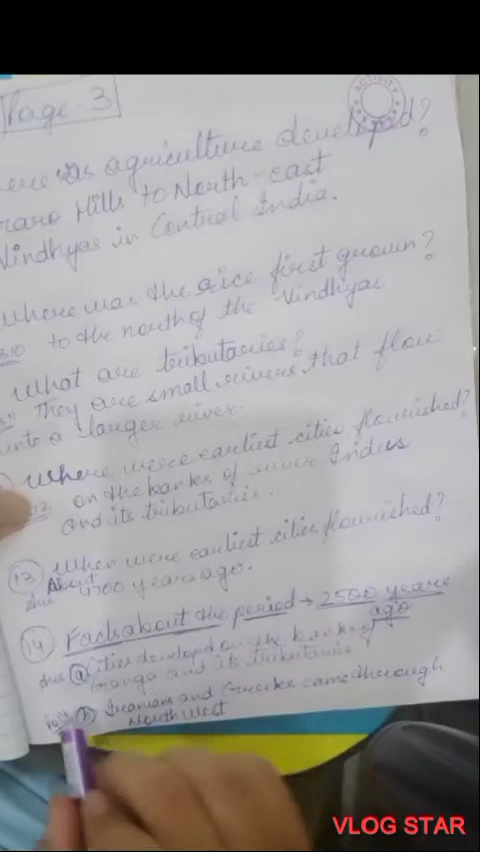 Page-3
agriculture developed?
Hills to North-east
Vindhyas in Central India.
Where was the rice first grown?
to the north of the Vindhyas
What are tributaries?
They are small rivers that flow
into a larger river.
Where were earliest cities flourished?
on the banks of river Indus
and its tributaries.
(13) When were earliest cities flourished?
About 4700 years ago.
(14) Facts about the period → 2500 years
ago
(a) Cities developed on the banks of
Ganga and its tributaries
(b) Iranians and Greeks came through
North West
VLOG STAR